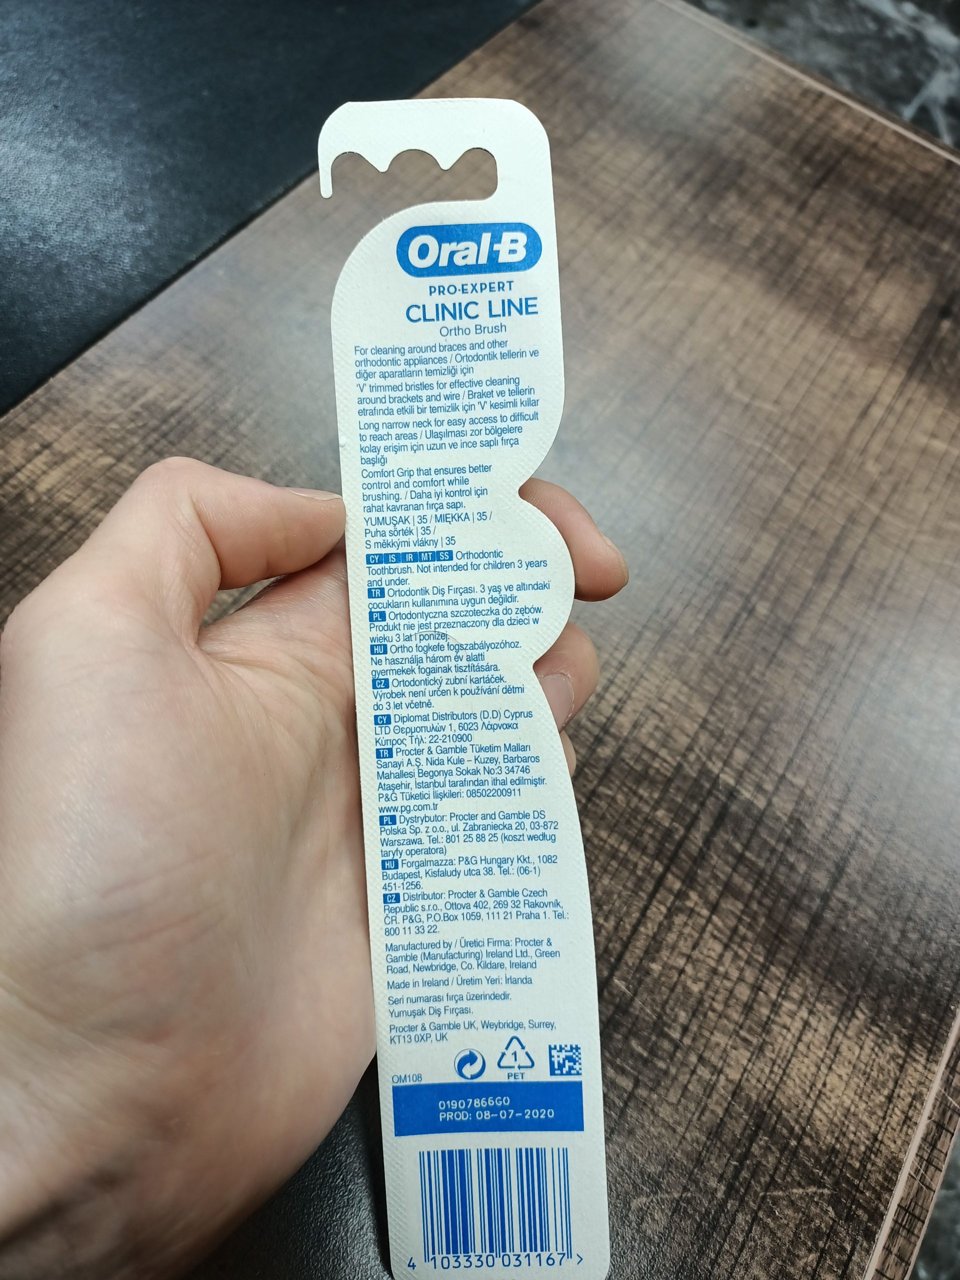 Oral-B
PRO-EXPERT
CLINIC LINE
Ortho Brush
For cleaning around braces and other
orthodontic appliances / Ortodontik tellerin ve
diğer aparatların temizliği için
'V' trimmed bristles for effective cleaning
around brackets and wire / Braket ve tellerin
etrafında etkili bir temizlik için 'V' kesimli kıllar
Long narrow neck for easy access to difficult
to reach areas / Ulaşılması zor bölgelere
kolay erişim için uzun ve ince saplı fırça
başlığı
Comfort Grip that ensures better
control and comfort while
brushing. / Daha iyi kontrol için
rahat kavranan fırça sapı.
YUMUŞAK | 35 / MIĘKKA | 35 /
Puha sörték | 35 /
S měkkými vlákny | 35
CY IS IR MT SS Orthodontic
Toothbrush. Not intended for children 3 years
and under.
TR Ortodontik Diş Fırçası. 3 yaş ve altındaki
çocukların kullanımına uygun değildir.
PL Ortodontyczna szczoteczka do zębów.
Produkt nie jest przeznaczony dla dzieci w
wieku 3 lat i poniżej.
HU Ortho fogkefe fogszabályozóhoz.
Ne használja három év alatti
gyermekek fogainak tisztítására.
CZ Ortodontický zubní kartáček.
Výrobek není určen k používání dětmi
do 3 let včetně.
CY Diplomat Distributors (D.D) Cyprus
LTD Θερμοπυλών 1, 6023 Λάρνακα
Κύπρος Τήλ: 22-210900
TR Procter & Gamble Tüketim Malları
Sanayi A.Ş. Nida Kule – Kuzey, Barbaros
Mahallesi Begonya Sokak No:3 34746
Ataşehir, İstanbul tarafından ithal edilmiştir.
P&G Tüketici İlişkileri: 08502200911
www.pg.com.tr
PL Dystrybutor: Procter and Gamble DS
Polska Sp. z o.o., ul. Zabraniecka 20, 03-872
Warszawa. Tel.: 801 25 88 25 (koszt według
taryfy operatora)
HU Forgalmazza: P&G Hungary Kkt., 1082
Budapest, Kisfaludy utca 38. Tel.: (06-1)
451-1256.
CZ Distributor: Procter & Gamble Czech
Republic s.r.o., Ottova 402, 269 32 Rakovník,
ČR. P&G, P.O.Box 1059, 111 21 Praha 1. Tel.:
800 11 33 22.
Manufactured by / Üretici Firma: Procter &
Gamble (Manufacturing) Ireland Ltd., Green
Road, Newbridge, Co. Kildare, Ireland
Made in Ireland / Üretim Yeri: İrlanda
Seri numarası fırça üzerindedir.
Yumuşak Diş Fırçası.
Procter & Gamble UK, Weybridge, Surrey,
KT13 0XP, UK
1
PET
OM108
01907866G0
PROD: 08-07-2020
4 103330 031167 >